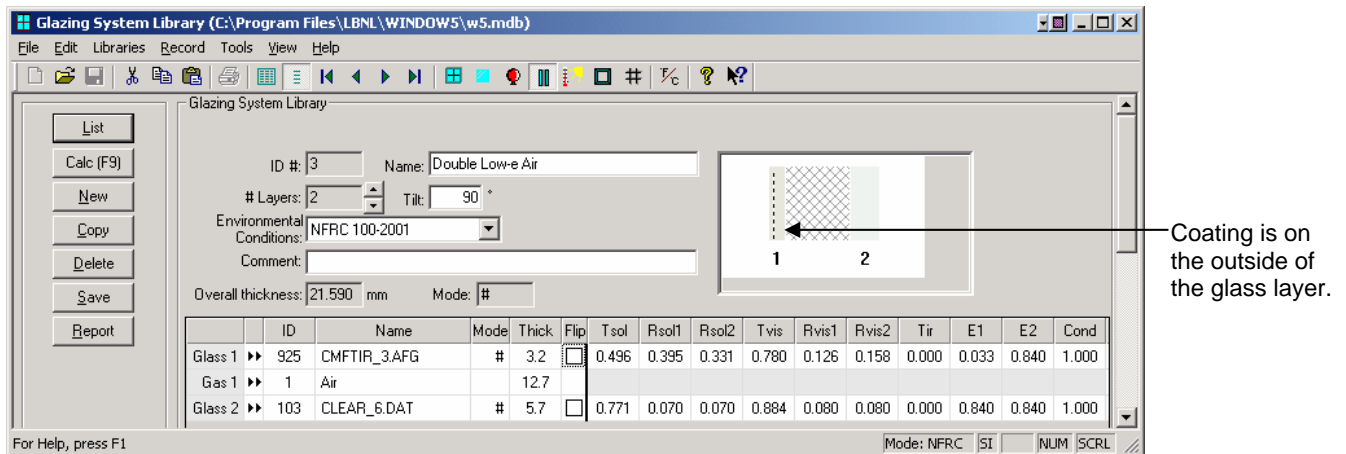 Glazing System Library (C:\Program Files\LBNL\WINDOW5\w5.mdb)
File Edit Libraries Record Tools View Help
Glazing System Library
List
Calc (F9)
New
Copy
Delete
Save
Report
ID #: 3 Name: Double Low-e Air
# Layers: 2 Tilt: 90 °
Environmental
Conditions: NFRC 100-2001
Comment:
Overall thickness: 21.590 mm Mode: #
1 2
Coating is on
the outside of
the glass layer.
ID Name Mode Thick Flip Tsol Rsol1 Rsol2 Tvis Rvis1 Rvis2 Tir E1 E2 Cond
Glass 1 925 CMFTIR_3.AFG # 3.2 0.496 0.395 0.331 0.780 0.126 0.158 0.000 0.033 0.840 1.000
Gas 1 1 Air 12.7
Glass 2 103 CLEAR_6.DAT # 5.7 0.771 0.070 0.070 0.884 0.080 0.080 0.000 0.840 0.840 1.000
For Help, press F1 Mode: NFRC SI NUM SCRL